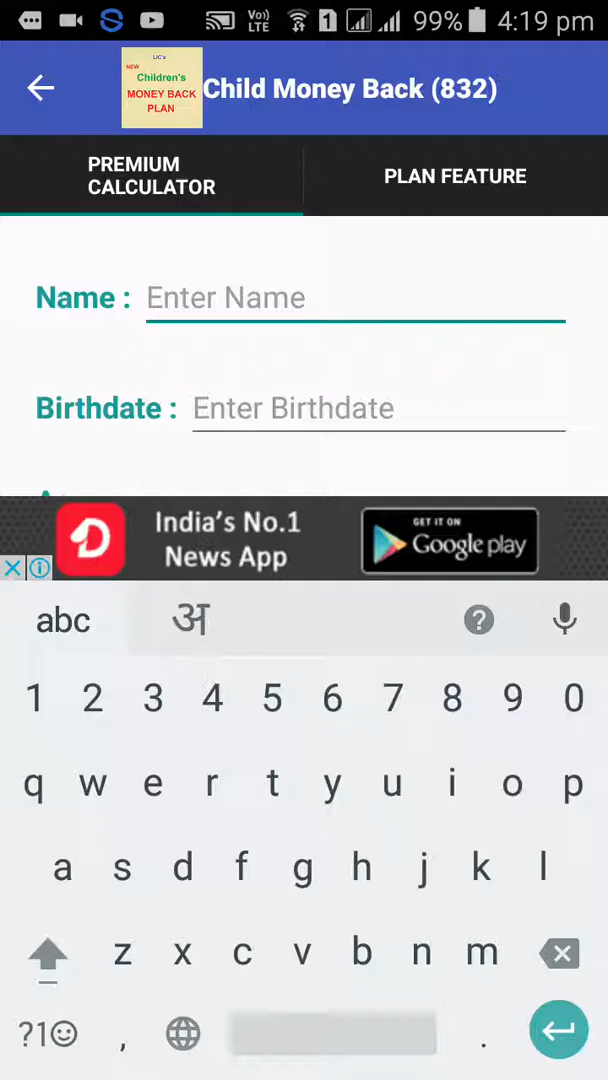 Vo)) LTE 1 99% 4:19 pm
LIC's
NEW
Children's
MONEY BACK
PLAN
Child Money Back (832)
PREMIUM
CALCULATOR
PLAN FEATURE
Name :
Enter Name
Birthdate :
Enter Birthdate
India's No.1
News App
GET IT ON
Google play
abc अ
1 2 3 4 5 6 7 8 9 0
q w e r t y u i o p
a s d f g h j k l
z x c v b n m
?1☺ , .